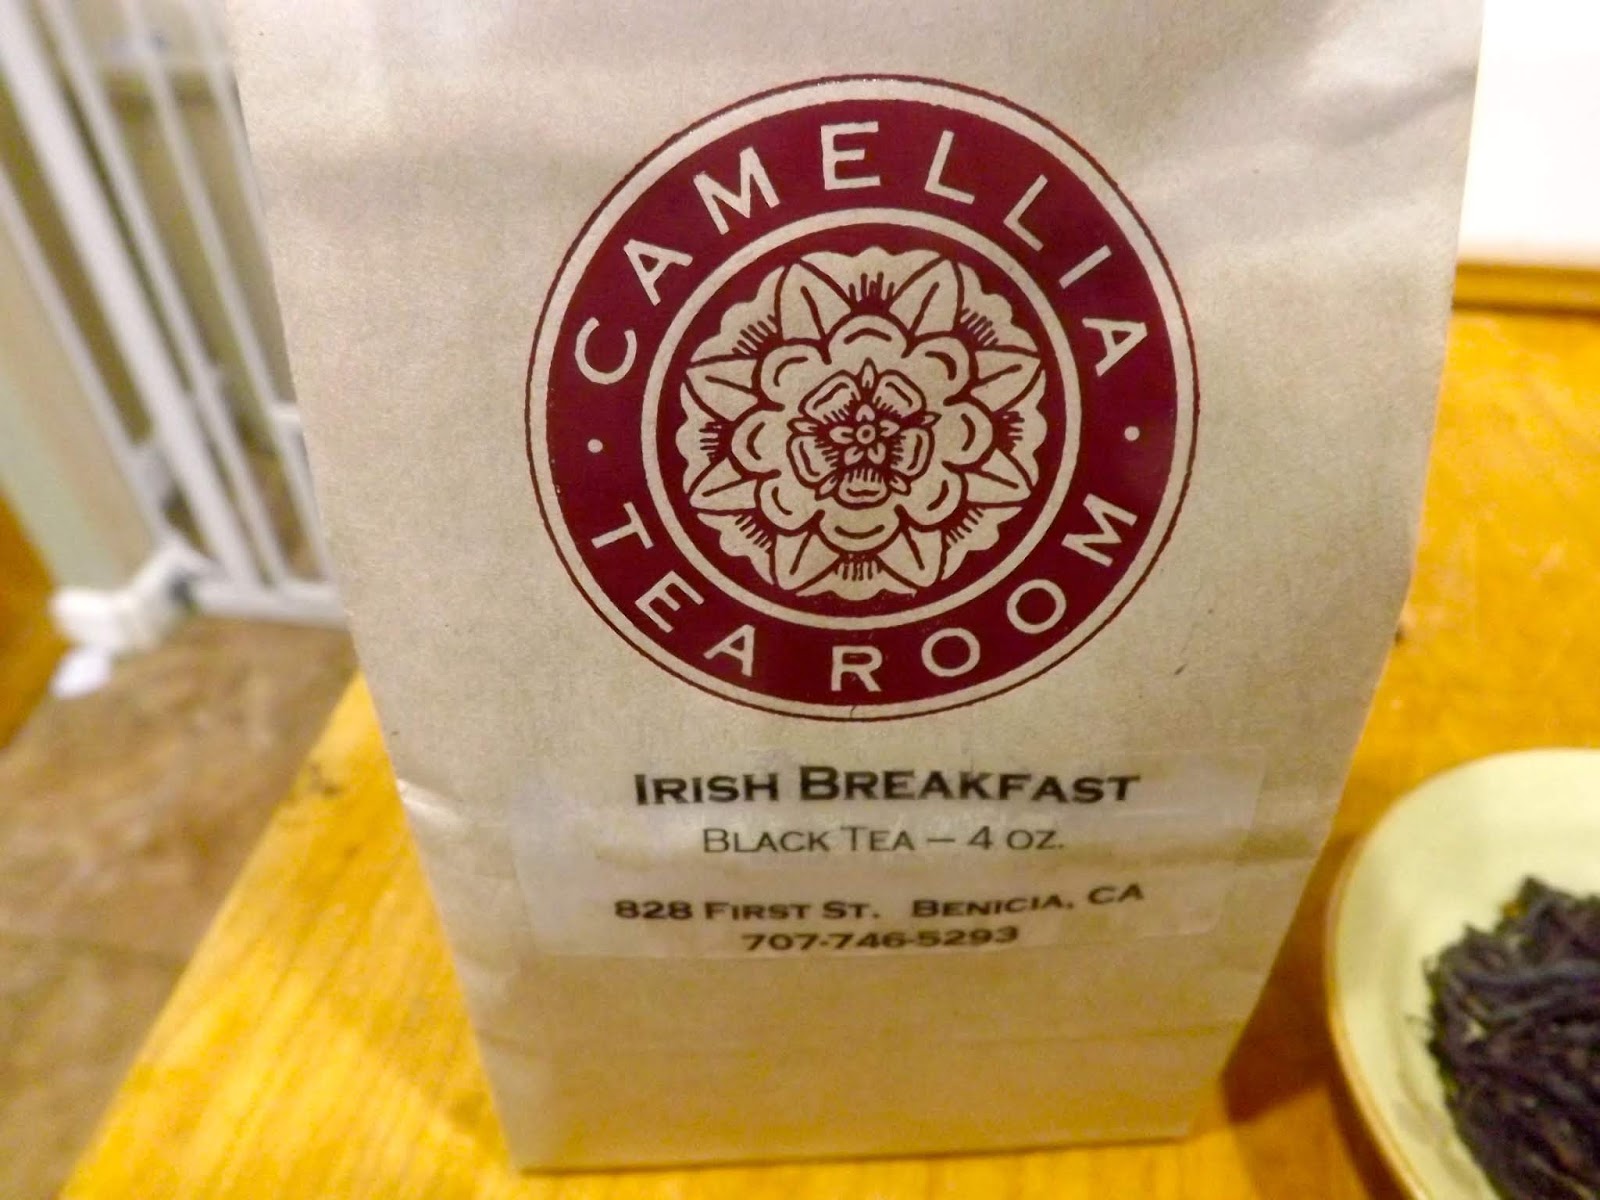 CAMELLIA
· TEA ROOM ·
IRISH BREAKFAST
BLACK TEA – 4 OZ.
828 FIRST ST. BENICIA, CA
707-746-5293